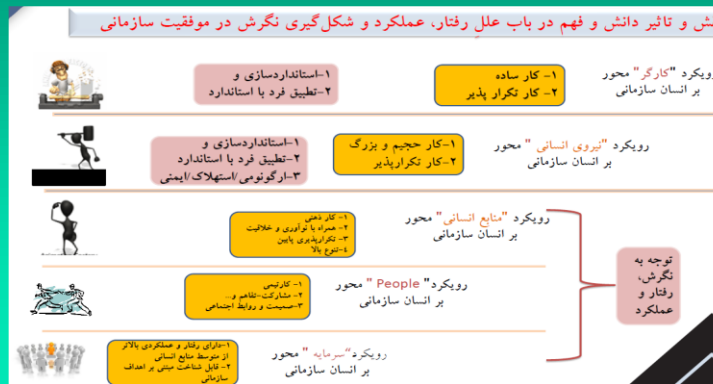 و تاثیر دانش و فهم در باب علل رفتار، عملکرد و شکل‌گیری نگرش در موفقیت سازمانی
رویکرد "کارگر" محور
بر انسان سازمانی
۱- کار ساده
۲- کار تکرار پذیر
۱-استانداردسازی و
۲-تطبیق فرد با استاندارد
رویکرد "نیروی انسانی" محور
بر انسان سازمانی
۱-کار حجیم و بزرگ
۲-کار تکرارپذیر
۱-استانداردسازی و
۲-تطبیق فرد با استاندارد
۳-ارگونومی/استهلاک/ایمنی
رویکرد "منابع انسانی" محور
بر انسان سازمانی
۱- کار ذهنی
۲- همراه با نوآوری و خلاقیت
۳- تکرارپذیری پایین
٤-تنوع بالا
توجه به
نگرش،
رفتار و
عملکرد
رویکرد" People " محور
بر انسان سازمانی
۱- کارتیمی
۲- مشارکت-تفاهم و...
۳-صمیمت و روابط اجتماعی
رویکرد"سرمایه" محور
بر انسان سازمانی
۱-دارای رفتار و عملکردی بالاتر
از متوسط منابع انسانی
۲- قابل شناخت مبتنی بر اهداف
سازمانی